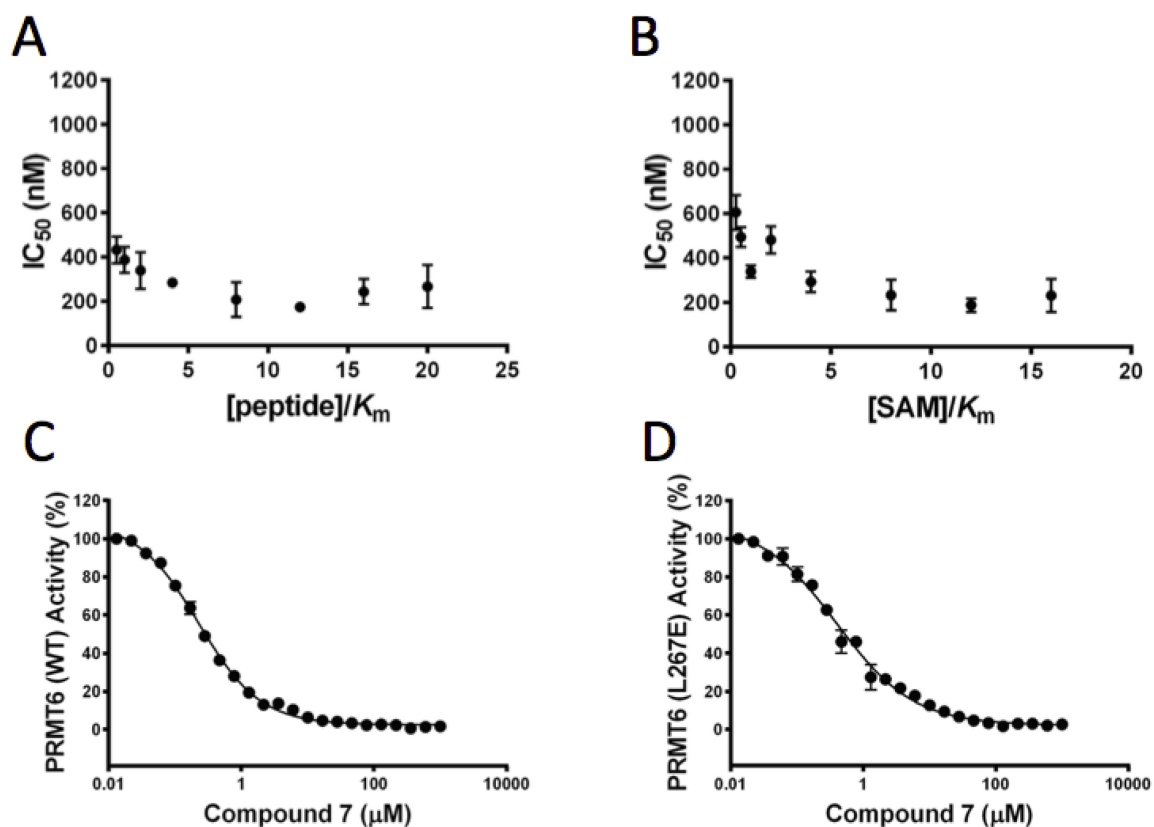 A
IC50 (nM)
1200
1000
800
600
400
200
0
0 5 10 15 20 25
[peptide]/Km
B
IC50 (nM)
1200
1000
800
600
400
200
0
0 5 10 15 20
[SAM]/Km
C
PRMT6 (WT) Activity (%)
120
100
80
60
40
20
0
0.01 1 100 10000
Compound 7 (μM)
D
PRMT6 (L267E) Activity (%)
120
100
80
60
40
20
0
0.01 1 100 10000
Compound 7 (μM)